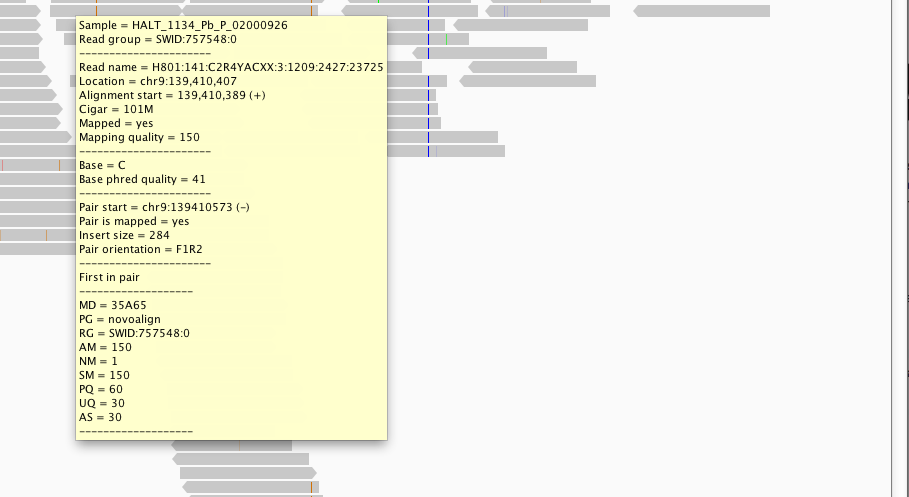 Sample = HALT_1134_Pb_P_02000926
Read group = SWID:757548:0
----------------------
Read name = H801:141:C2R4YACXX:3:1209:2427:23725
Location = chr9:139,410,407
Alignment start = 139,410,389 (+)
Cigar = 101M
Mapped = yes
Mapping quality = 150
----------------------
Base = C
Base phred quality = 41
----------------------
Pair start = chr9:139410573 (-)
Pair is mapped = yes
Insert size = 284
Pair orientation = F1R2
----------------------
First in pair
-------------------
MD = 35A65
PG = novoalign
RG = SWID:757548:0
AM = 150
NM = 1
SM = 150
PQ = 60
UQ = 30
AS = 30
-------------------